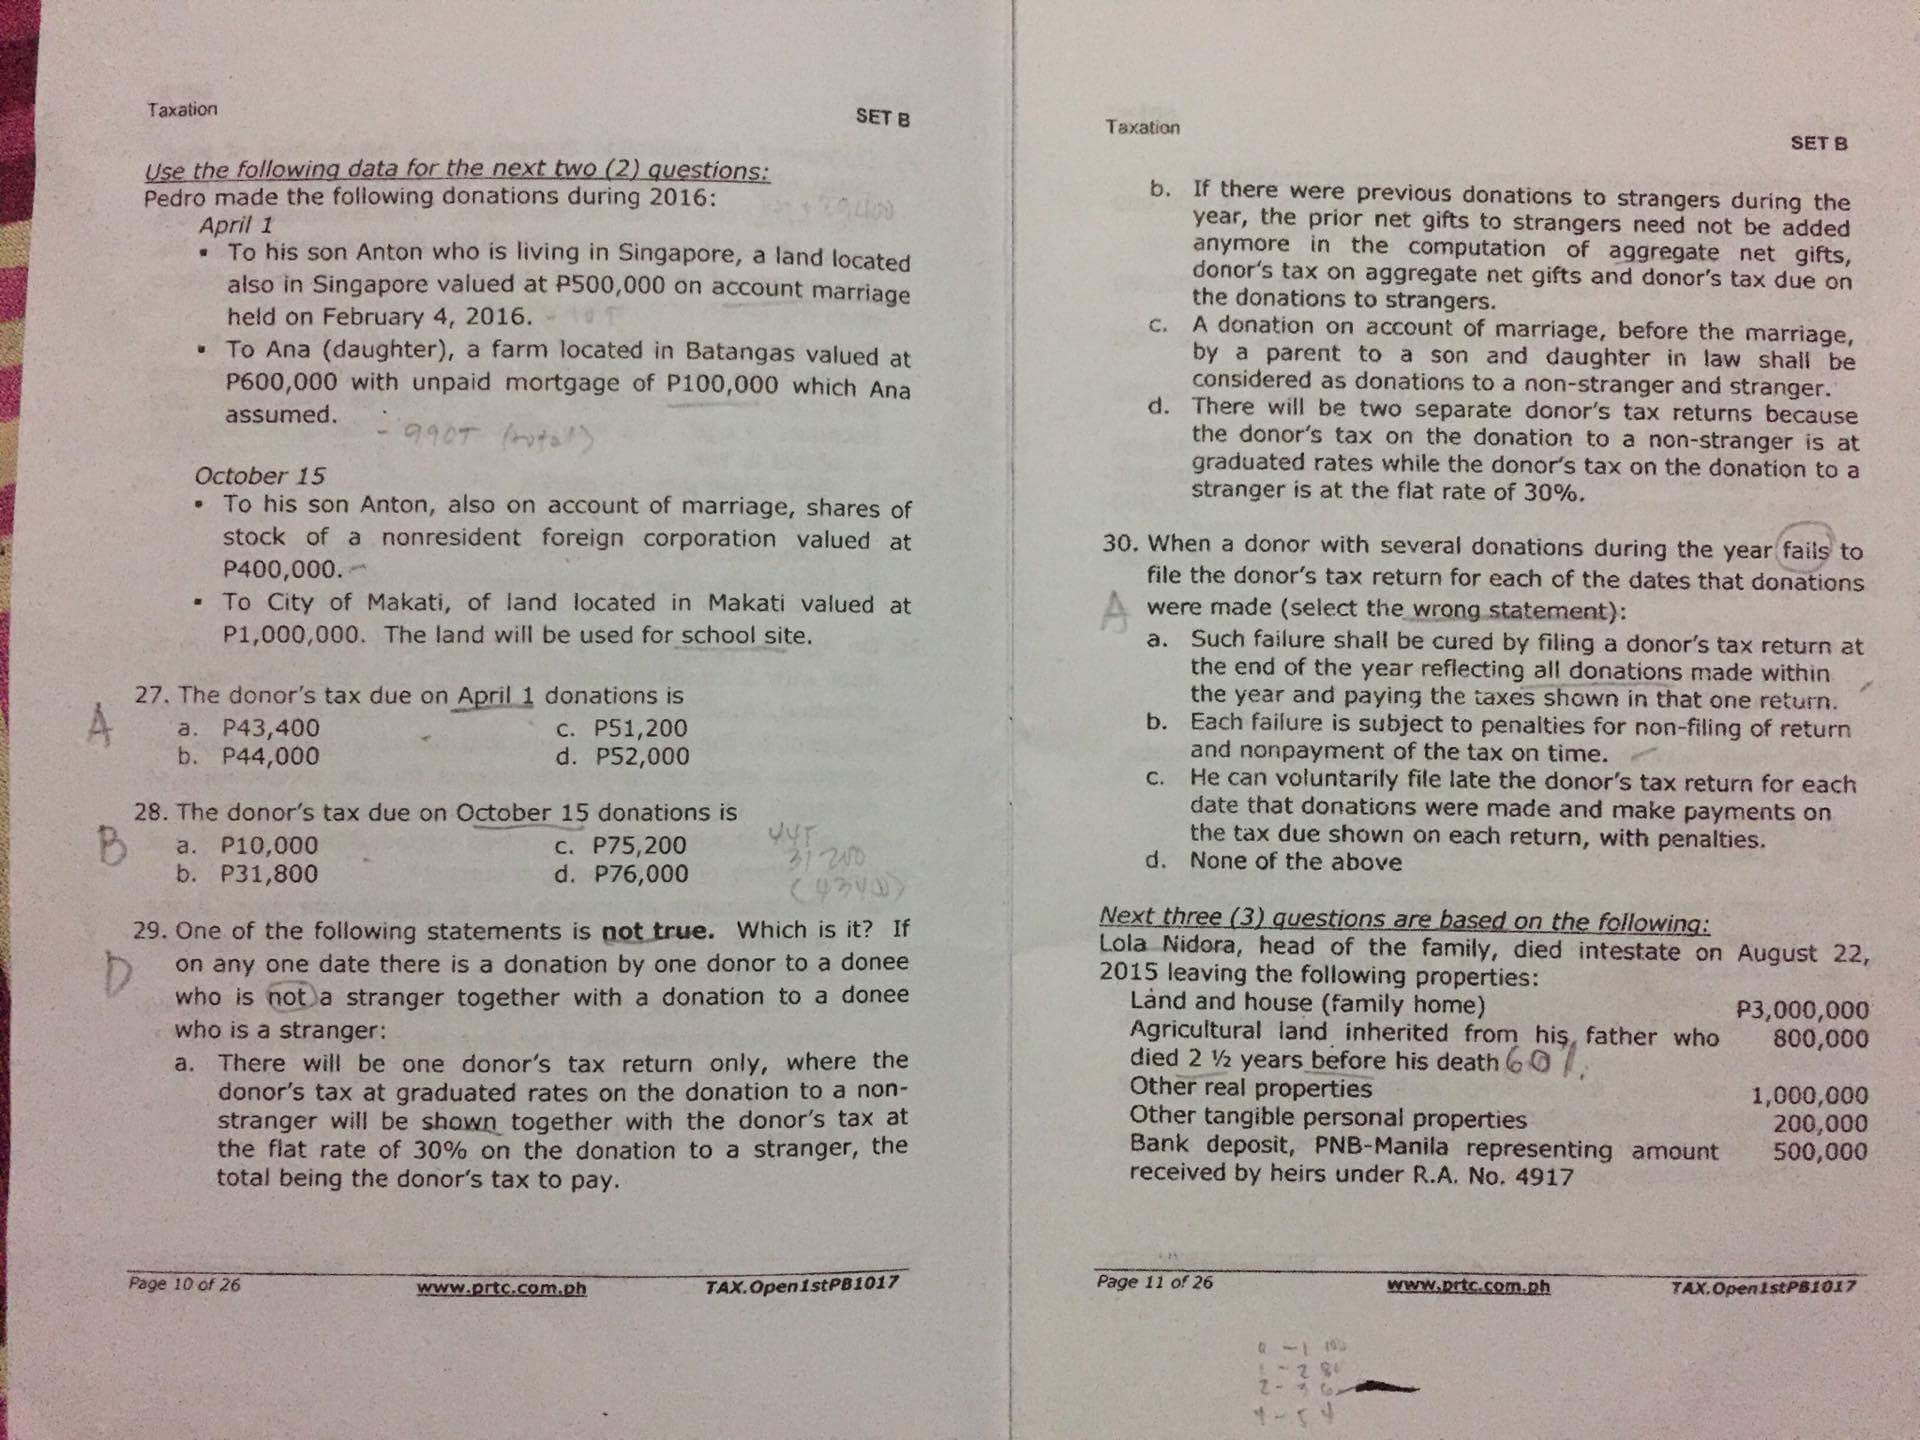 Taxation
SET B
Use the following data for the next two (2) questions:
Pedro made the following donations during 2016:
April 1
▪ To his son Anton who is living in Singapore, a land located
also in Singapore valued at ₱500,000 on account marriage
held on February 4, 2016. - 10T
▪ To Ana (daughter), a farm located in Batangas valued at
P600,000 with unpaid mortgage of P100,000 which Ana
assumed.
- 990T (total)
October 15
▪ To his son Anton, also on account of marriage, shares of
stock of a nonresident foreign corporation valued at
P400,000.
▪ To City of Makati, of land located in Makati valued at
P1,000,000. The land will be used for school site.
27. The donor's tax due on April 1 donations is
A
a. P43,400 c. P51,200
b. P44,000 d. P52,000
28. The donor's tax due on October 15 donations is
B
a. P10,000 c. P75,200
b. P31,800 d. P76,000
44T
31200
(43400)
29. One of the following statements is not true. Which is it? If
D
on any one date there is a donation by one donor to a donee
who is not a stranger together with a donation to a donee
who is a stranger:
a. There will be one donor's tax return only, where the
donor's tax at graduated rates on the donation to a non-
stranger will be shown together with the donor's tax at
the flat rate of 30% on the donation to a stranger, the
total being the donor's tax to pay.
Page 10 of 26 www.prtc.com.ph TAX.Open1stPB1017
Taxation
SET B
b. If there were previous donations to strangers during the
year, the prior net gifts to strangers need not be added
anymore in the computation of aggregate net gifts,
donor's tax on aggregate net gifts and donor's tax due on
the donations to strangers.
c. A donation on account of marriage, before the marriage,
by a parent to a son and daughter in law shall be
considered as donations to a non-stranger and stranger.
d. There will be two separate donor's tax returns because
the donor's tax on the donation to a non-stranger is at
graduated rates while the donor's tax on the donation to a
stranger is at the flat rate of 30%.
30. When a donor with several donations during the year fails to
file the donor's tax return for each of the dates that donations
A
were made (select the wrong statement):
a. Such failure shall be cured by filing a donor's tax return at
the end of the year reflecting all donations made within
the year and paying the taxes shown in that one return.
b. Each failure is subject to penalties for non-filing of return
and nonpayment of the tax on time.
c. He can voluntarily file late the donor's tax return for each
date that donations were made and make payments on
the tax due shown on each return, with penalties.
d. None of the above
Next three (3) questions are based on the following:
Lola Nidora, head of the family, died intestate on August 22,
2015 leaving the following properties:
Land and house (family home) ₱3,000,000
Agricultural land inherited from his father who 800,000
died 2 ½ years before his death 60%
Other real properties 1,000,000
Other tangible personal properties 200,000
Bank deposit, PNB-Manila representing amount 500,000
received by heirs under R.A. No. 4917
Page 11 of 26 www.prtc.com.ph TAX.Open1stPB1017
0 - 1 100
1 - 2 80
2 - 3 6
4 - 5 4